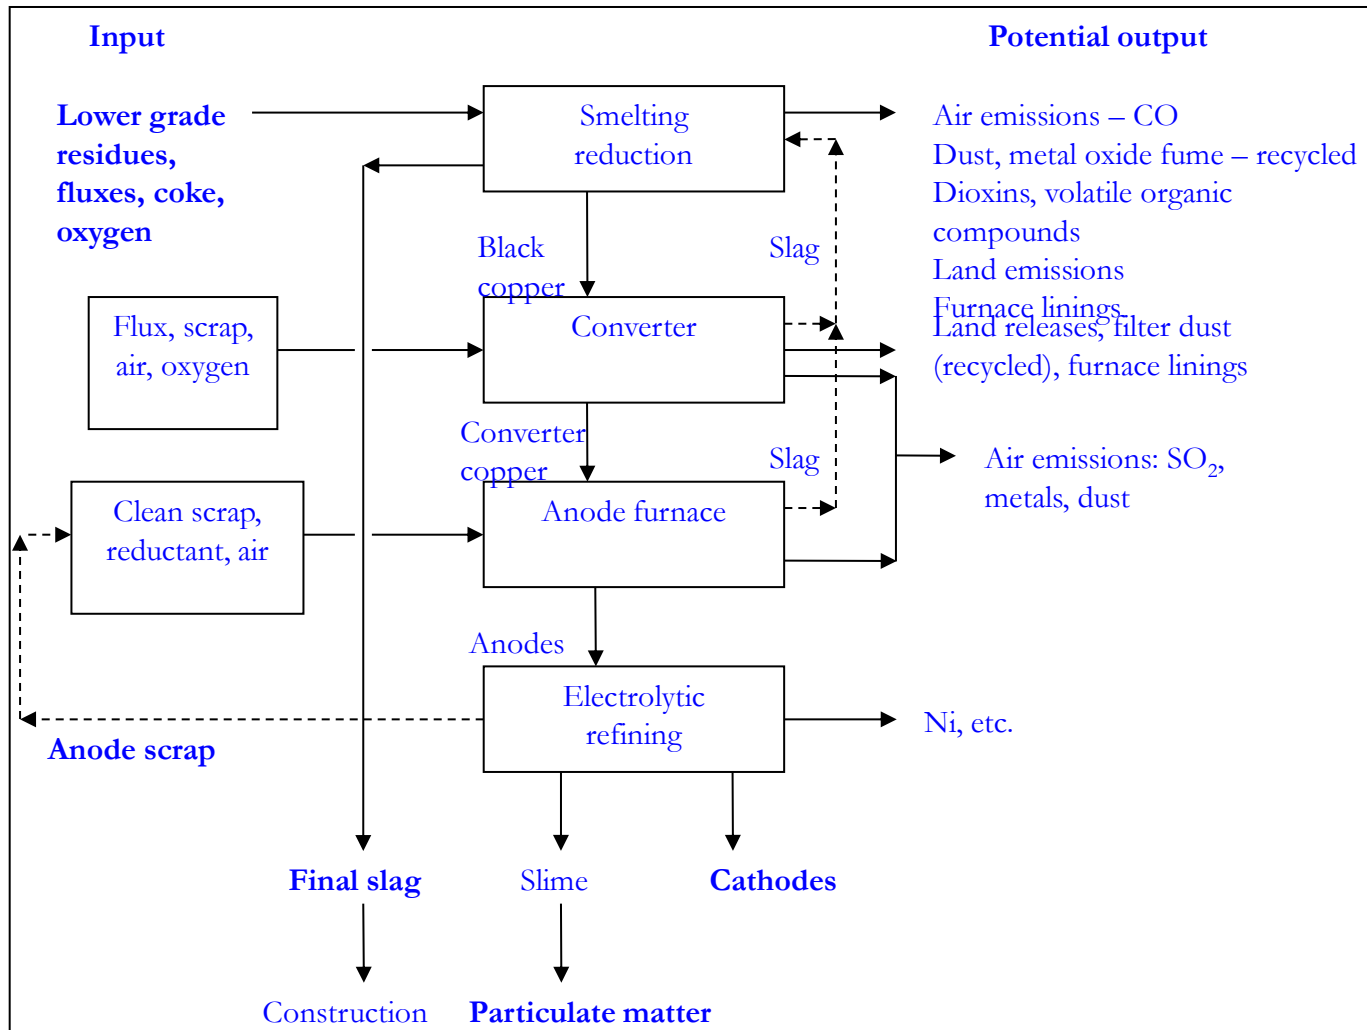 Input
Potential output
Lower grade
residues,
fluxes, coke,
oxygen
Smelting
reduction
Air emissions – CO
Dust, metal oxide fume – recycled
Dioxins, volatile organic
compounds
Land emissions
Furnace linings
Black
copper
Slag
Flux, scrap,
air, oxygen
Converter
Land releases, filter dust
(recycled), furnace linings
Converter
copper
Slag
Air emissions: SO₂,
metals, dust
Clean scrap,
reductant, air
Anode furnace
Anodes
Electrolytic
refining
Ni, etc.
Anode scrap
Final slag
Slime
Cathodes
Construction
Particulate matter